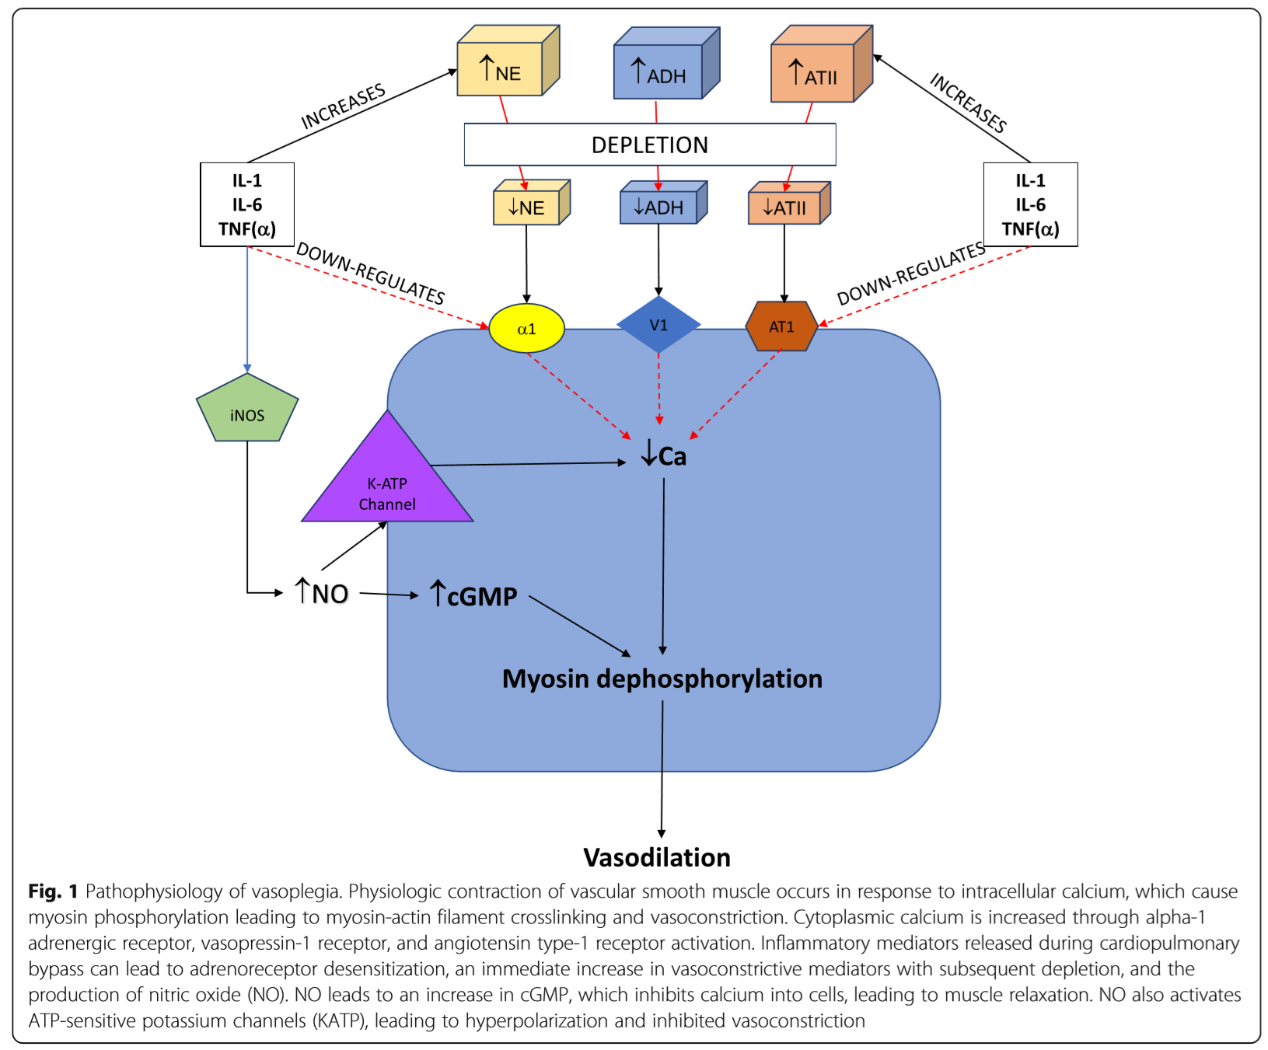 ↑NE
↑ADH
↑ATII
INCREASES
INCREASES
DEPLETION
IL-1
IL-6
TNF(α)
IL-1
IL-6
TNF(α)
↓NE
↓ADH
↓ATII
DOWN-REGULATES
DOWN-REGULATES
α1
V1
AT1
iNOS
↓Ca
K-ATP
Channel
↑NO
↑cGMP
Myosin dephosphorylation
Vasodilation
Fig. 1 Pathophysiology of vasoplegia. Physiologic contraction of vascular smooth muscle occurs in response to intracellular calcium, which cause
myosin phosphorylation leading to myosin-actin filament crosslinking and vasoconstriction. Cytoplasmic calcium is increased through alpha-1
adrenergic receptor, vasopressin-1 receptor, and angiotensin type-1 receptor activation. Inflammatory mediators released during cardiopulmonary
bypass can lead to adrenoreceptor desensitization, an immediate increase in vasoconstrictive mediators with subsequent depletion, and the
production of nitric oxide (NO). NO leads to an increase in cGMP, which inhibits calcium into cells, leading to muscle relaxation. NO also activates
ATP-sensitive potassium channels (KATP), leading to hyperpolarization and inhibited vasoconstriction